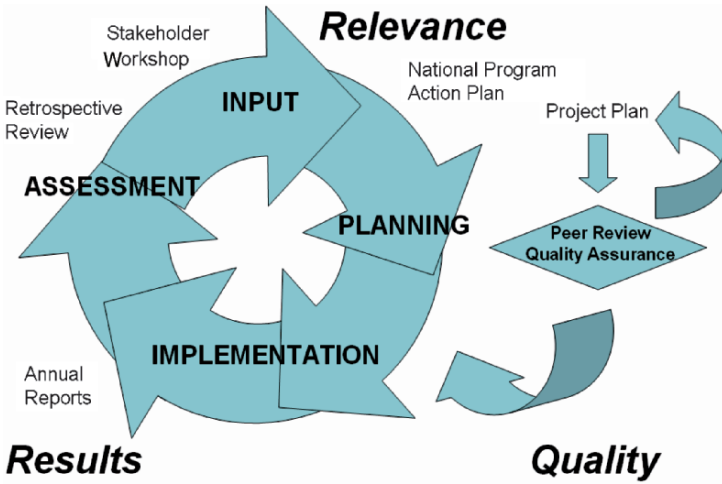 Relevance
Stakeholder
Workshop
National Program
Action Plan
INPUT
Retrospective
Review
Project Plan
ASSESSMENT
PLANNING
Peer Review
Quality Assurance
IMPLEMENTATION
Annual
Reports
Results
Quality